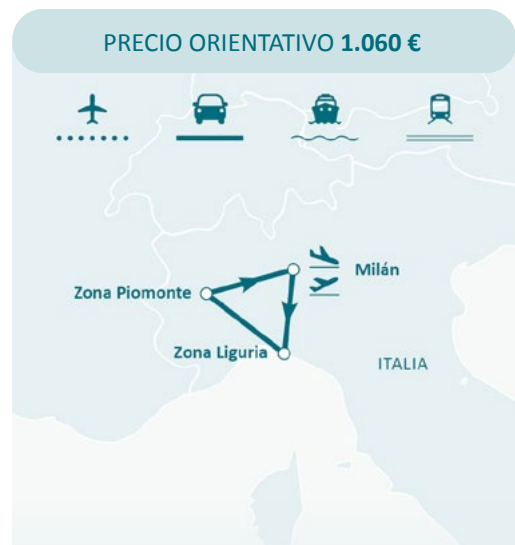 PRECIO ORIENTATIVO 1.060 €
Milán
Zona Piomonte
Zona Liguria
ITALIA